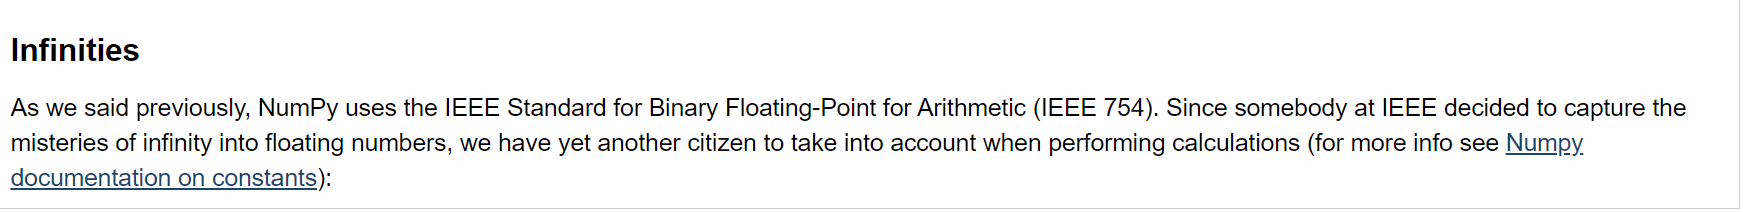 Infinities
As we said previously, NumPy uses the IEEE Standard for Binary Floating-Point for Arithmetic (IEEE 754). Since somebody at IEEE decided to capture the
misteries of infinity into floating numbers, we have yet another citizen to take into account when performing calculations (for more info see Numpy
documentation on constants):